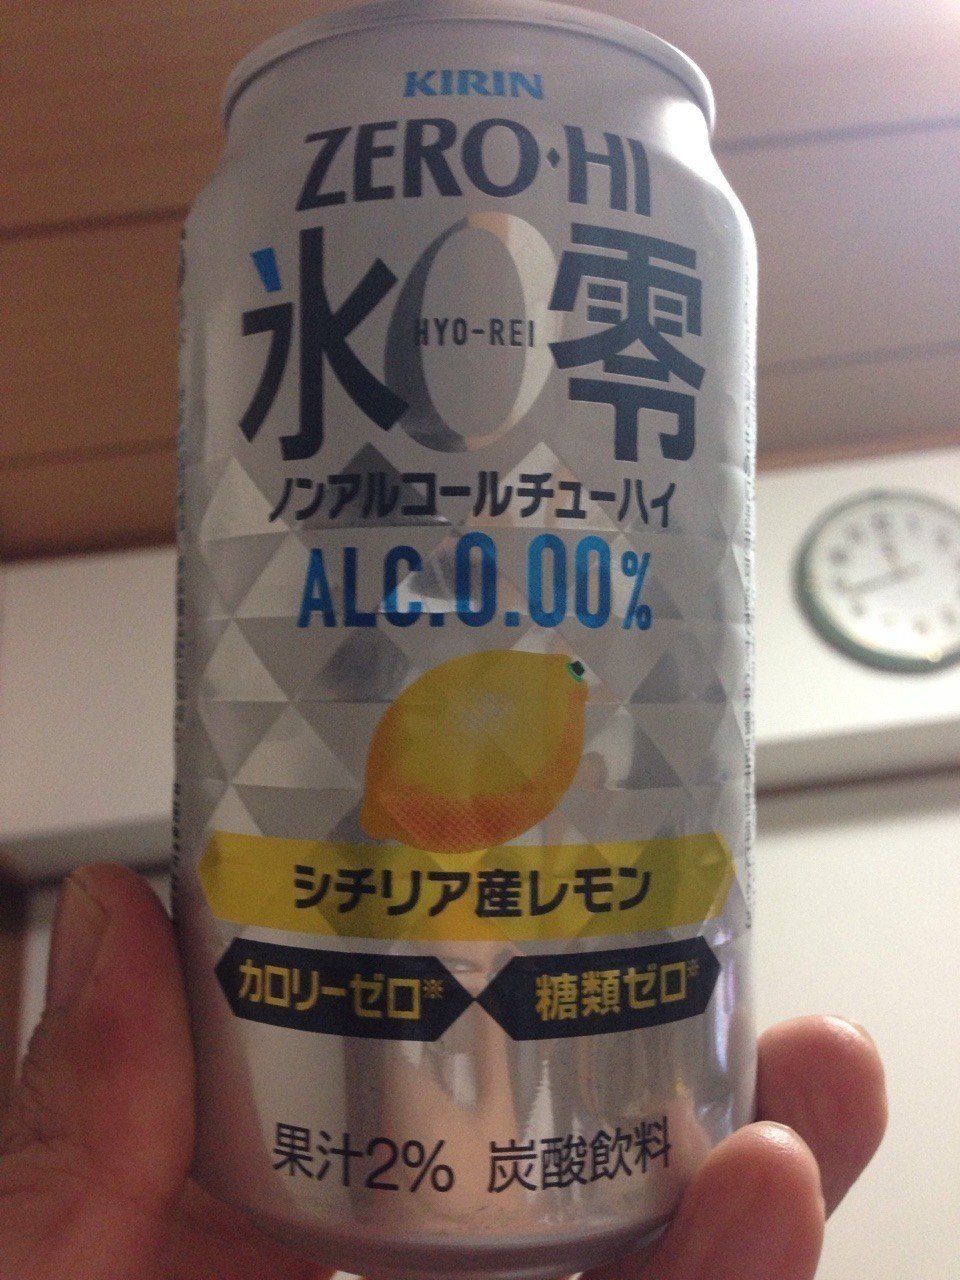 KIRIN
ZERO・HI
氷零
HYO-REI
ノンアルコールチューハイ
ALC.0.00%
シチリア産レモン
カロリーゼロ※
糖類ゼロ※
果汁2% 炭酸飲料